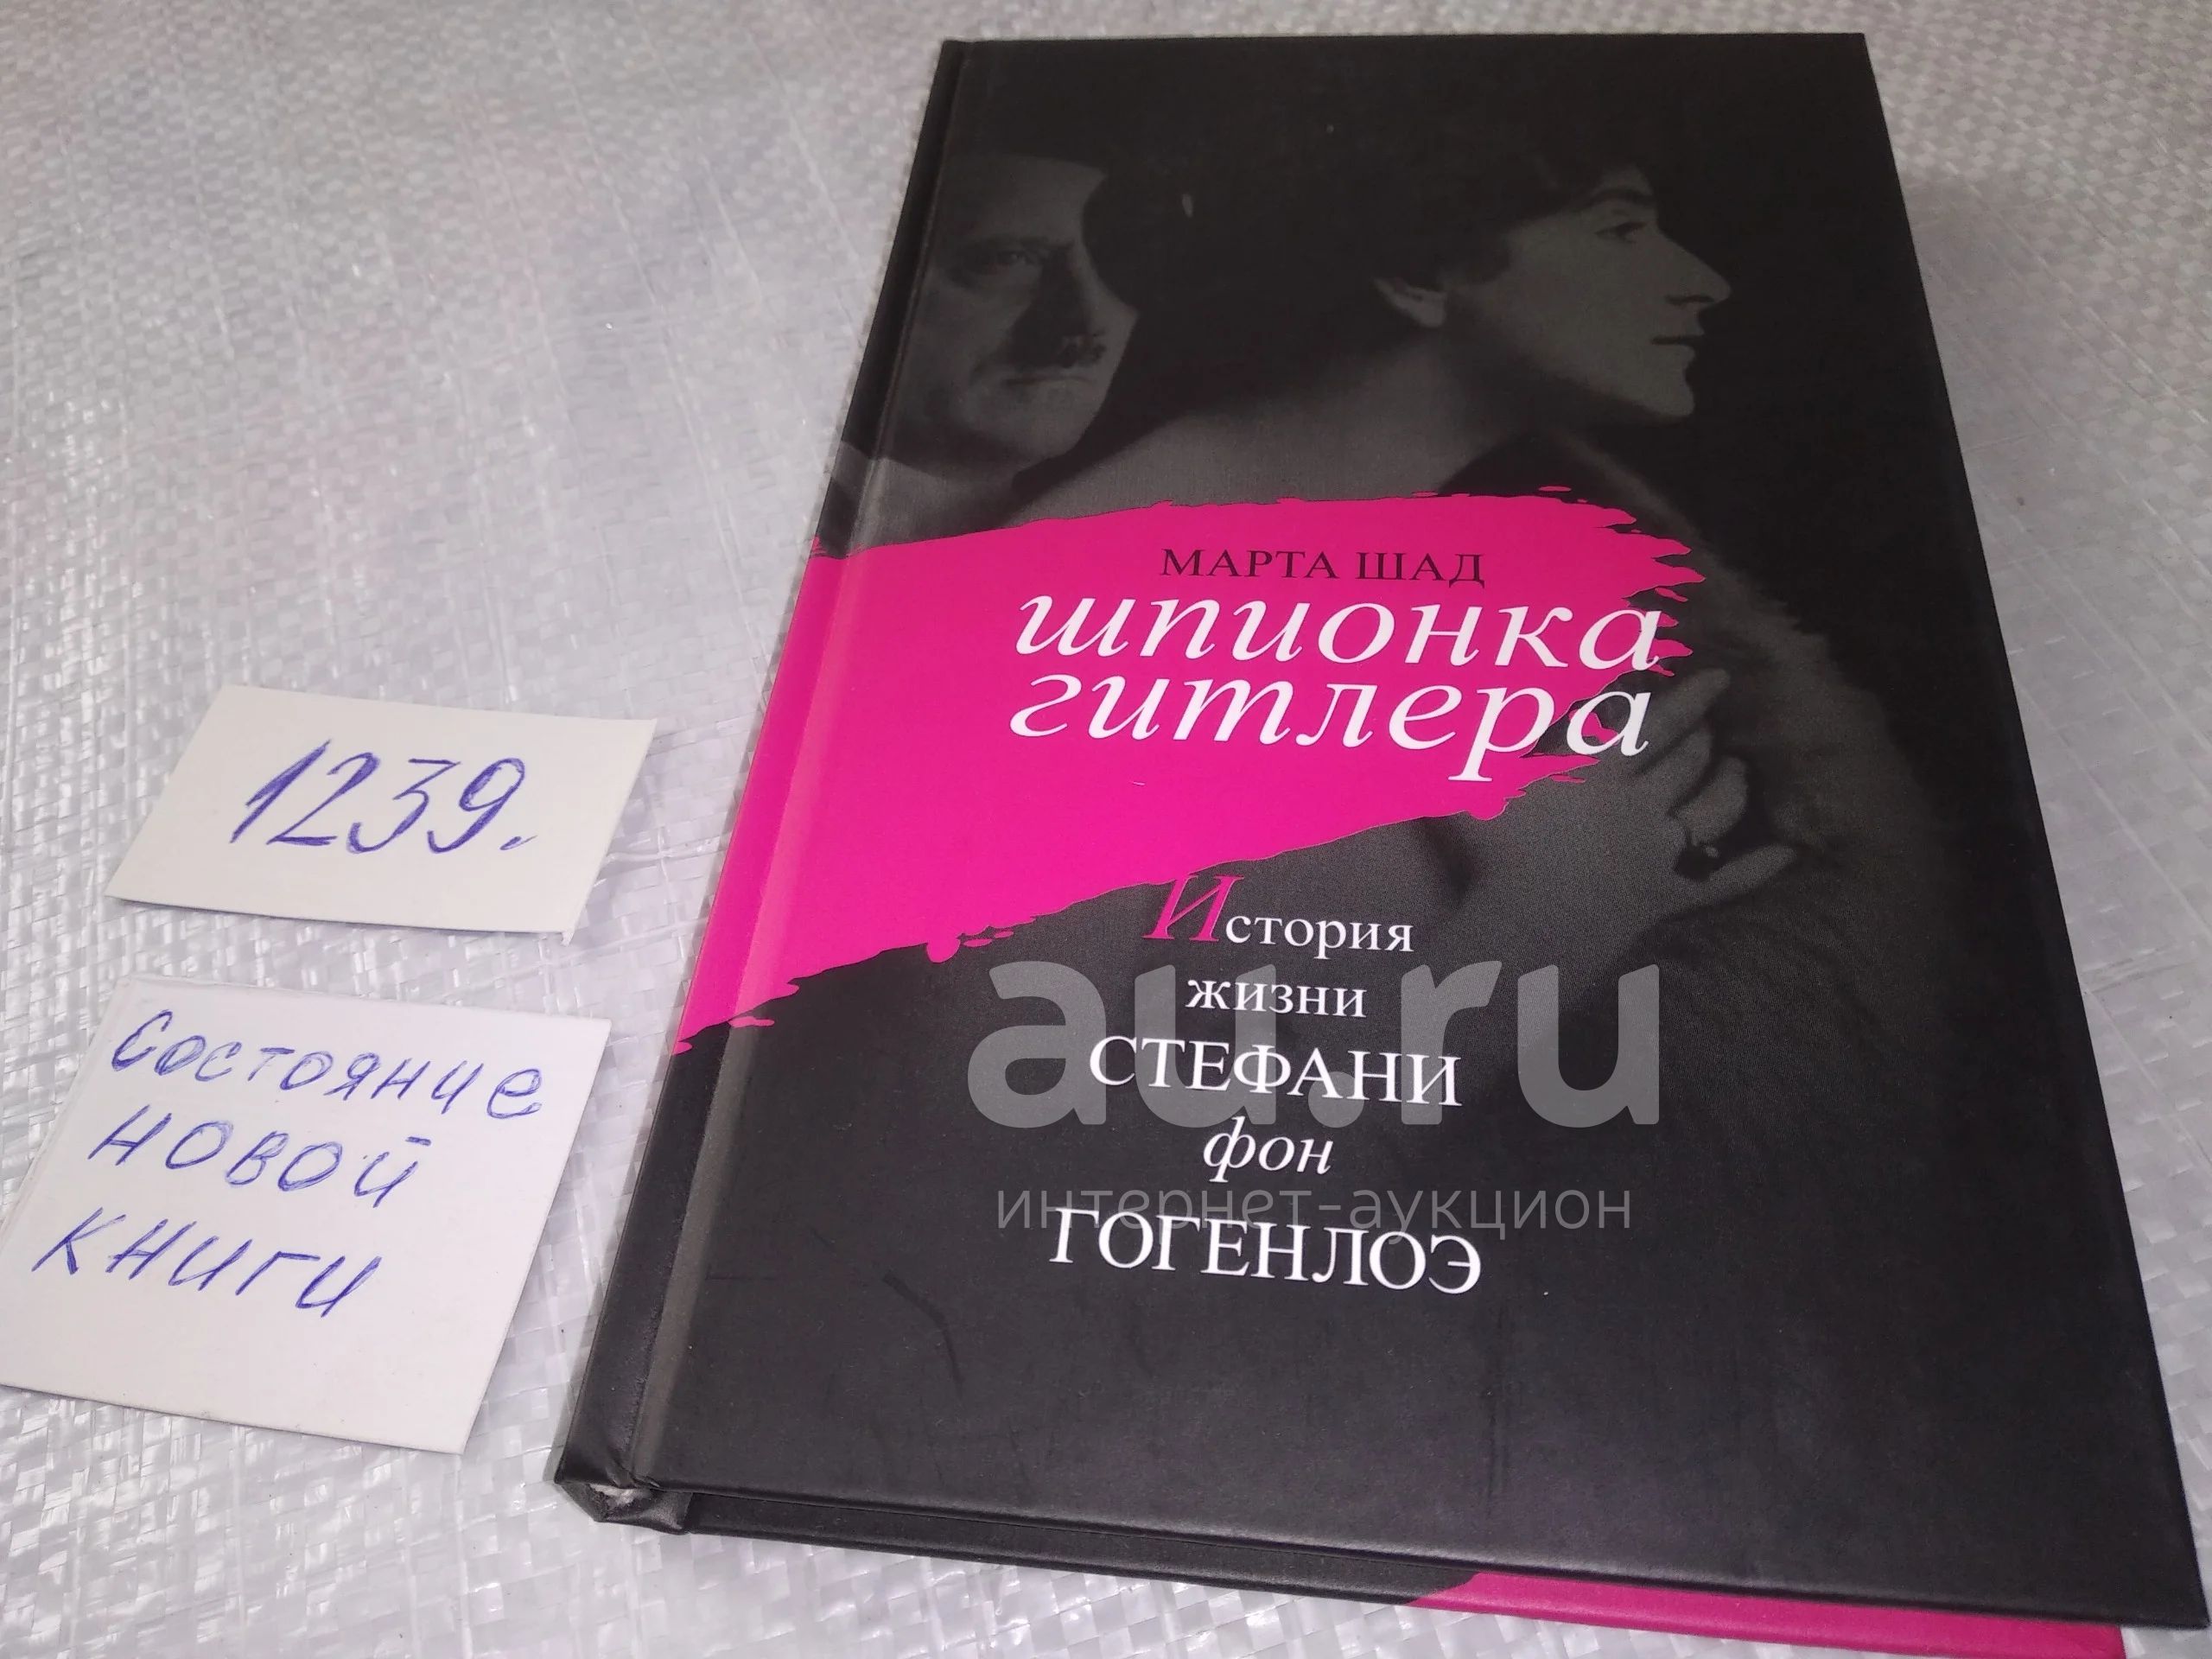 МАРТА ШАД
шпионка
гитлера
История
жизни
СТЕФАНИ
фон
ГОГЕНЛОЭ
au.ru
интернет-аукцион
1239.
Состояние
новой
книги